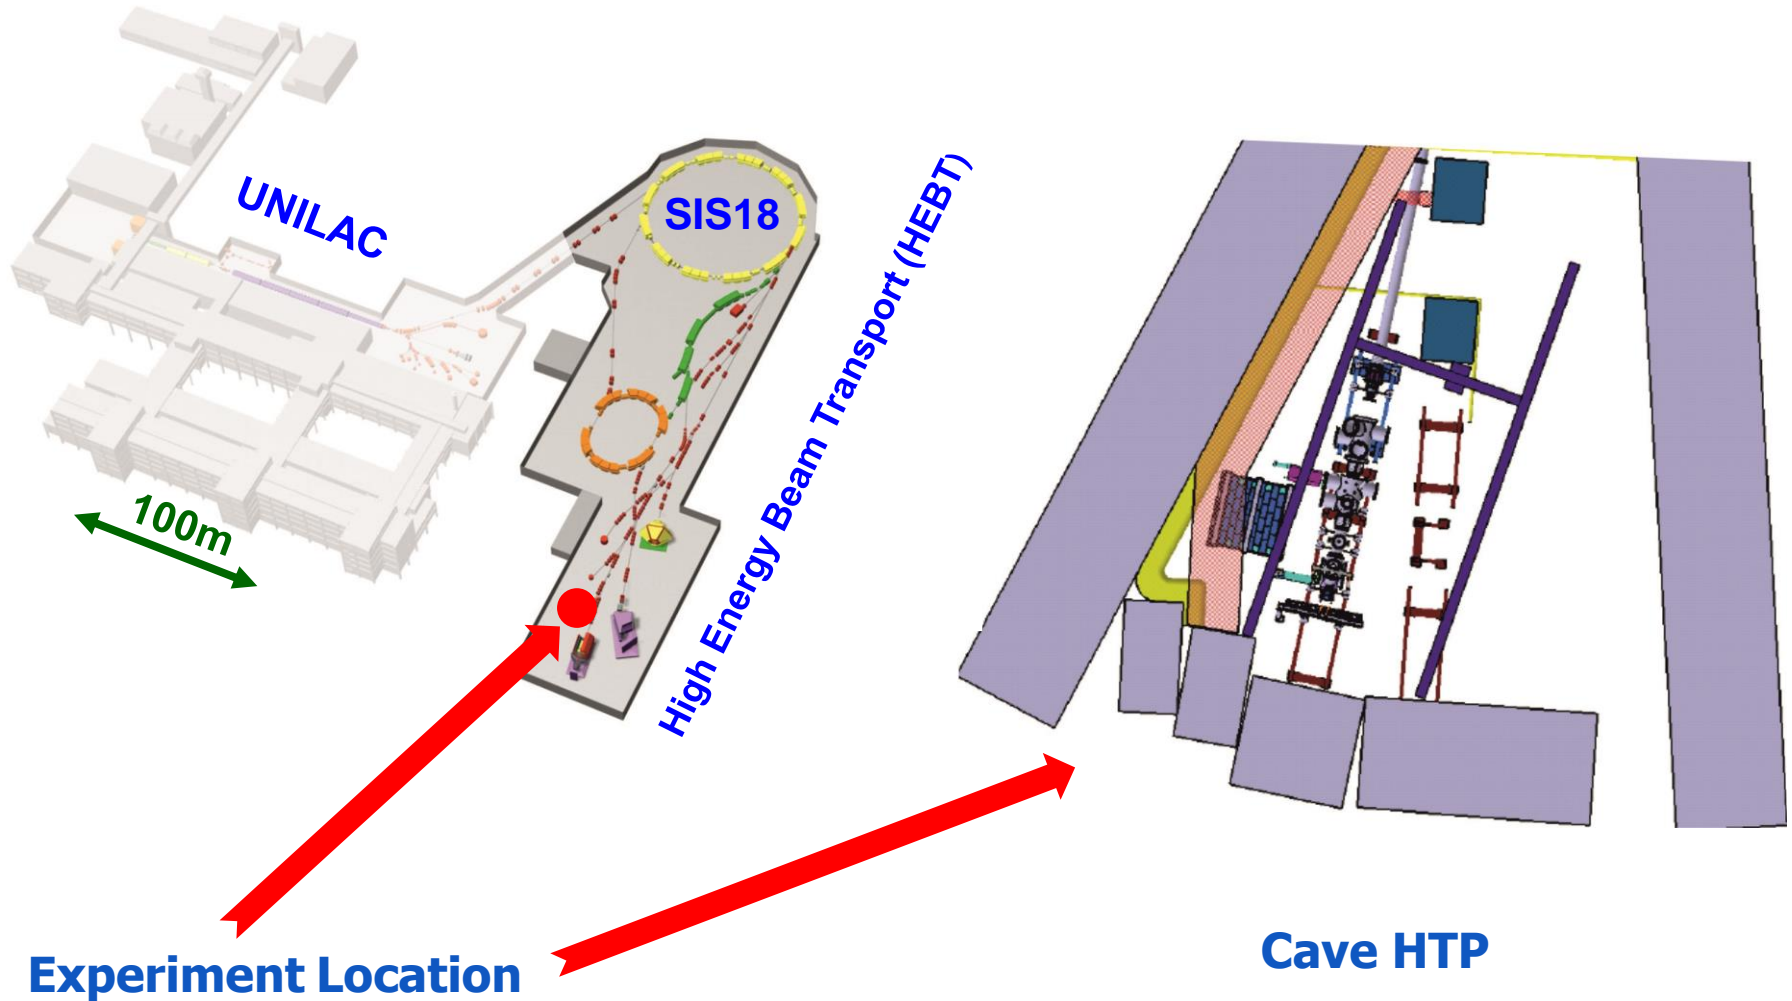 UNILAC
SIS18
High Energy Beam Transport (HEBT)
100m
Experiment Location
Cave HTP